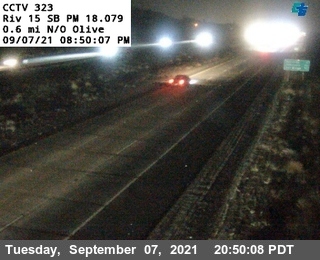 CCTV 323
Riv 15 SB PM 18.079
0.6 mi N/O Olive
09/07/21 08:50:07 PM
Tuesday, September 07, 2021 20:50:08 PDT